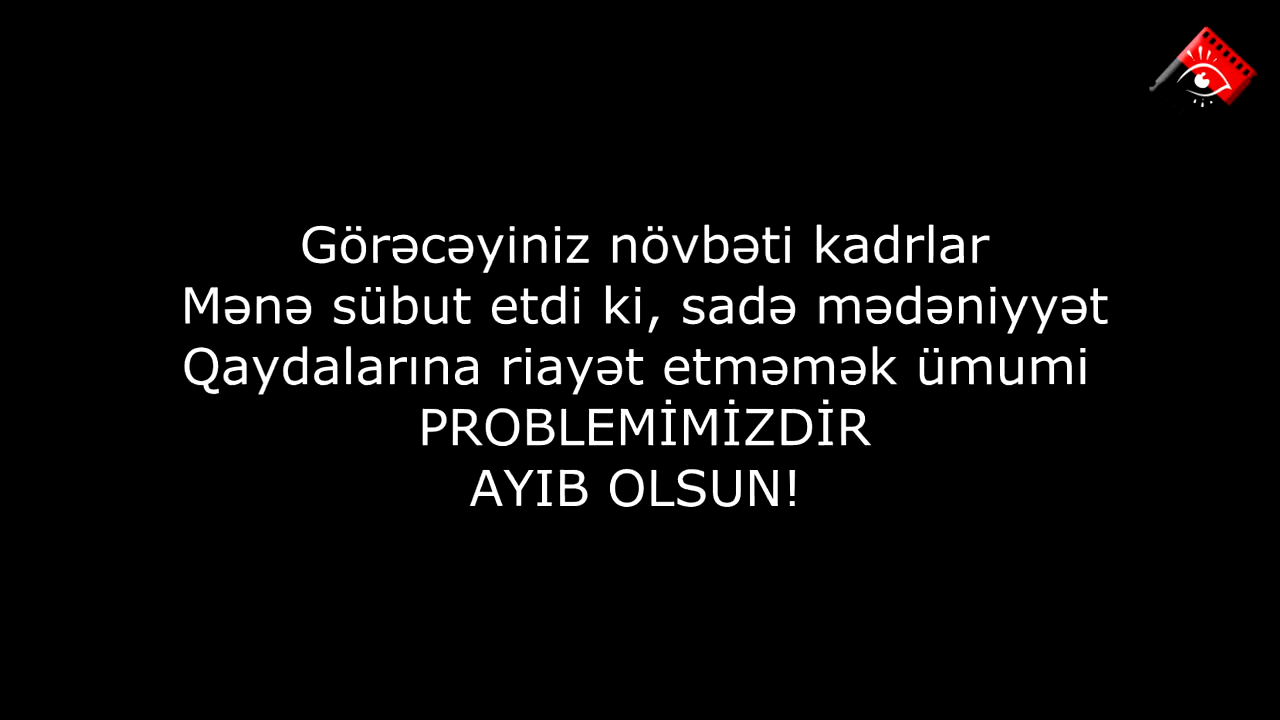 Görəcəyiniz növbəti kadrlar
Mənə sübut etdi ki, sadə mədəniyyət
Qaydalarına riayət etməmək ümumi
PROBLEMİMİZDİR
AYIB OLSUN!